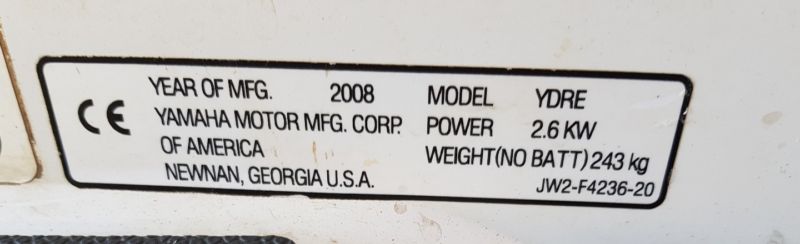 CE
YEAR OF MFG. 2008 MODEL YDRE
YAMAHA MOTOR MFG. CORP. POWER 2.6 KW
OF AMERICA WEIGHT(NO BATT) 243 kg
NEWNAN, GEORGIA U.S.A. JW2-F4236-20